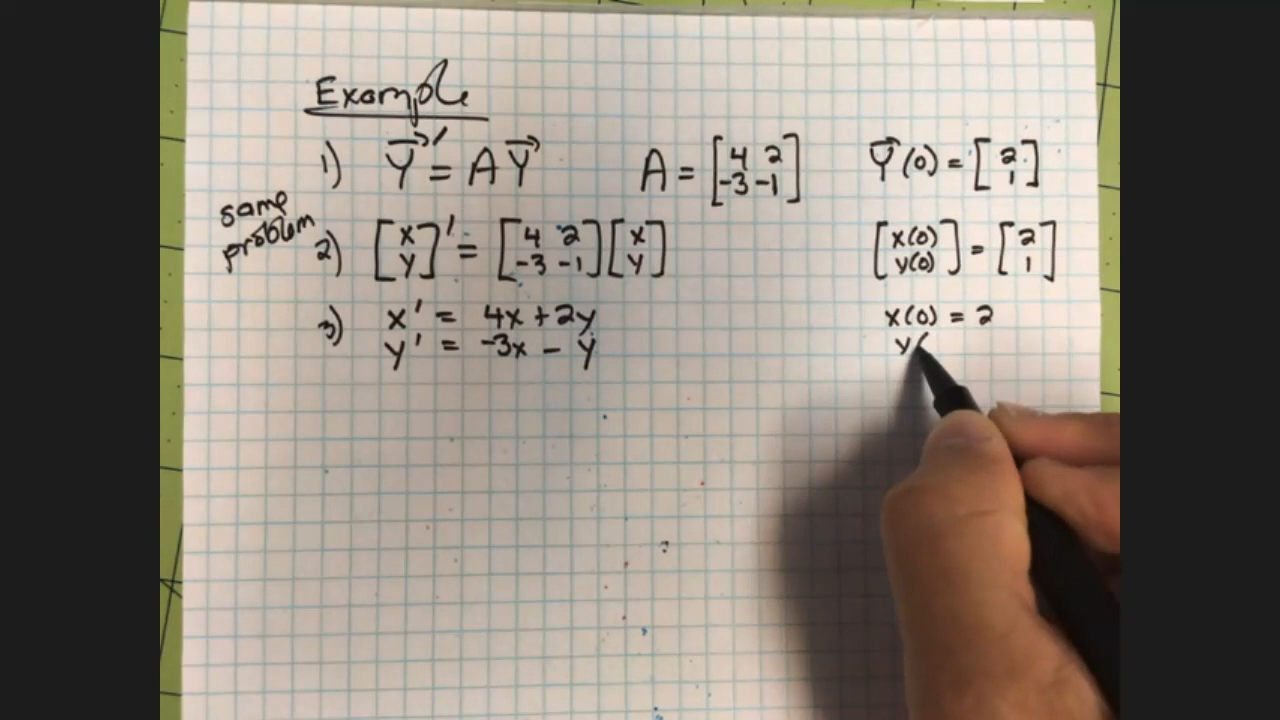 Example
1) Y⃗' = A Y⃗ A = [4 2; -3 -1] Y⃗(0) = [2; 1]
same problem
2) [x; y]' = [4 2; -3 -1] [x; y] [x(0); y(0)] = [2; 1]
3) x' = 4x + 2y x(0) = 2
y' = -3x - y y(